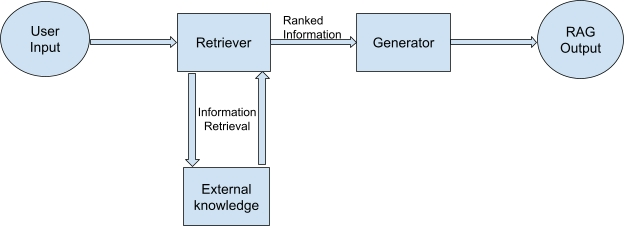 User
Input
Retriever
Ranked
Information
Generator
RAG
Output
Information
Retrieval
External
knowledge